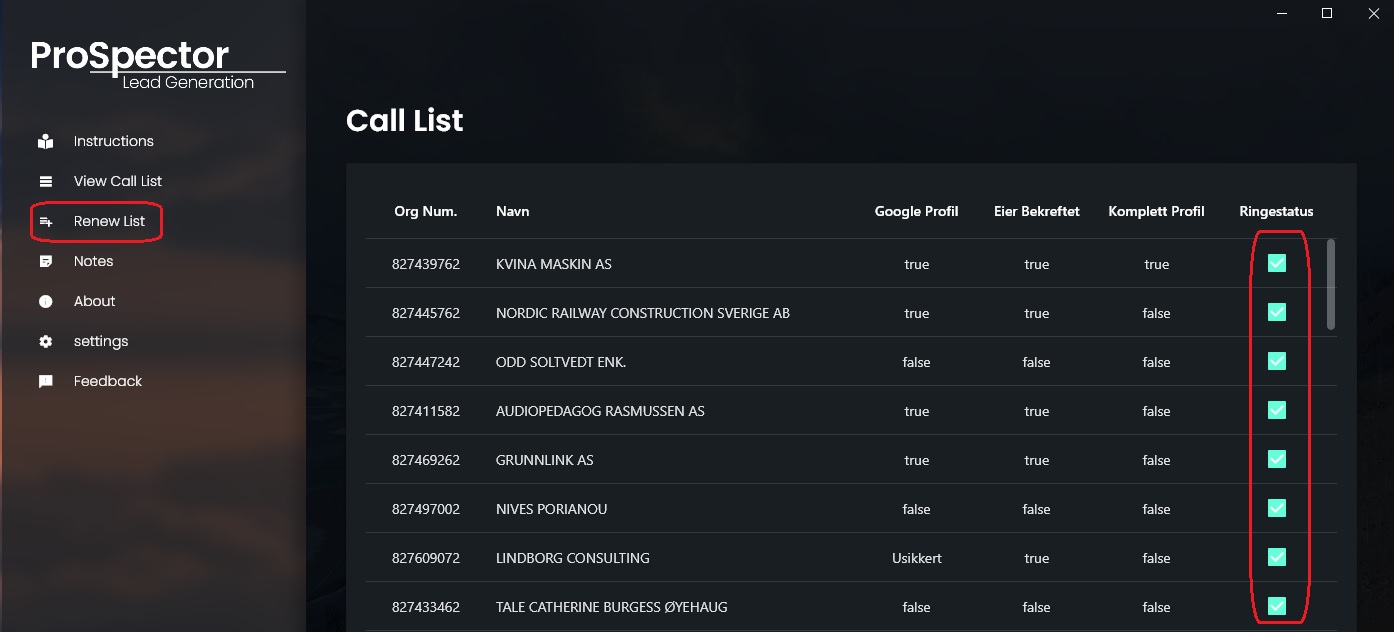 ProSpector
Lead Generation
Instructions
View Call List
Renew List
Notes
About
settings
Feedback
Call List
Org Num. Navn Google Profil Eier Bekreftet Komplett Profil Ringestatus
827439762 KVINA MASKIN AS true true true
827445762 NORDIC RAILWAY CONSTRUCTION SVERIGE AB true true false
827447242 ODD SOLTVEDT ENK. false false false
827411582 AUDIOPEDAGOG RASMUSSEN AS true true false
827469262 GRUNNLINK AS true true false
827497002 NIVES PORIANOU false false false
827609072 LINDBORG CONSULTING Usikkert true false
827433462 TALE CATHERINE BURGESS ØYEHAUG false false false